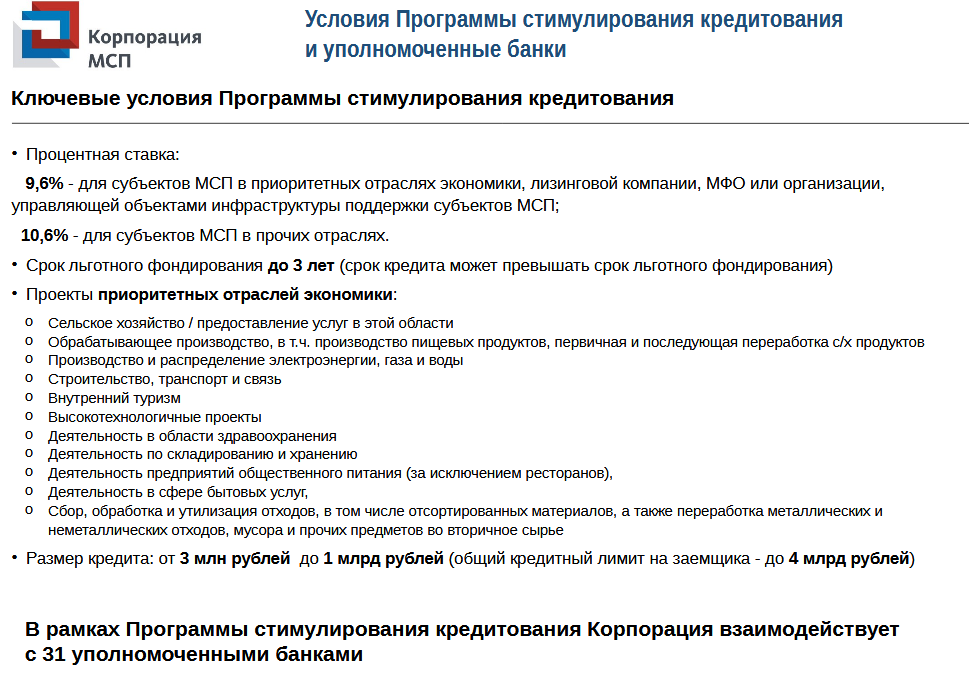 Корпорация
МСП
Условия Программы стимулирования кредитования
и уполномоченные банки
Ключевые условия Программы стимулирования кредитования
• Процентная ставка:
9,6% - для субъектов МСП в приоритетных отраслях экономики, лизинговой компании, МФО или организации,
управляющей объектами инфраструктуры поддержки субъектов МСП;
10,6% - для субъектов МСП в прочих отраслях.
• Срок льготного фондирования до 3 лет (срок кредита может превышать срок льготного фондирования)
• Проекты приоритетных отраслей экономики:
o Сельское хозяйство / предоставление услуг в этой области
o Обрабатывающее производство, в т.ч. производство пищевых продуктов, первичная и последующая переработка с/х продуктов
o Производство и распределение электроэнергии, газа и воды
o Строительство, транспорт и связь
o Внутренний туризм
o Высокотехнологичные проекты
o Деятельность в области здравоохранения
o Деятельность по складированию и хранению
o Деятельность предприятий общественного питания (за исключением ресторанов),
o Деятельность в сфере бытовых услуг,
o Сбор, обработка и утилизация отходов, в том числе отсортированных материалов, а также переработка металлических и
неметаллических отходов, мусора и прочих предметов во вторичное сырье
• Размер кредита: от 3 млн рублей до 1 млрд рублей (общий кредитный лимит на заемщика - до 4 млрд рублей)
В рамках Программы стимулирования кредитования Корпорация взаимодействует
с 31 уполномоченными банками